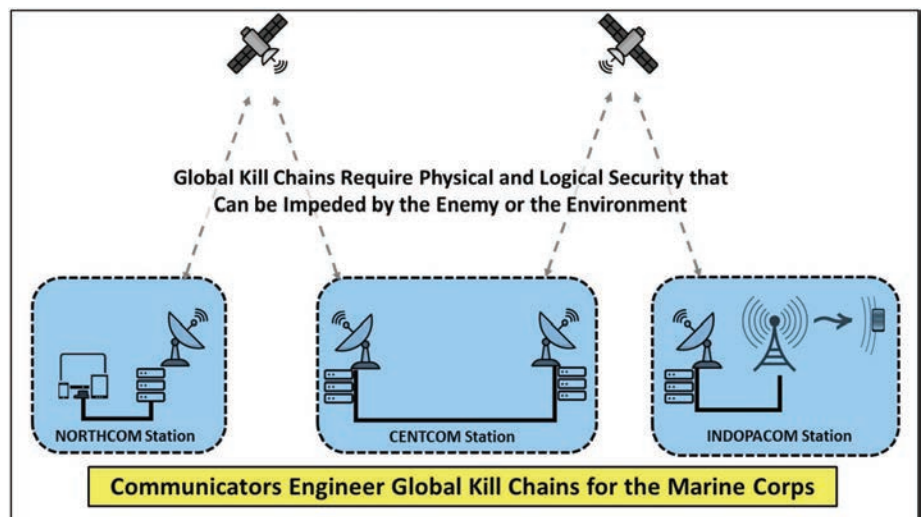 Global Kill Chains Require Physical and Logical Security that
Can be Impeded by the Enemy or the Environment
NORTHCOM Station
CENTCOM Station
INDOPACOM Station
Communicators Engineer Global Kill Chains for the Marine Corps